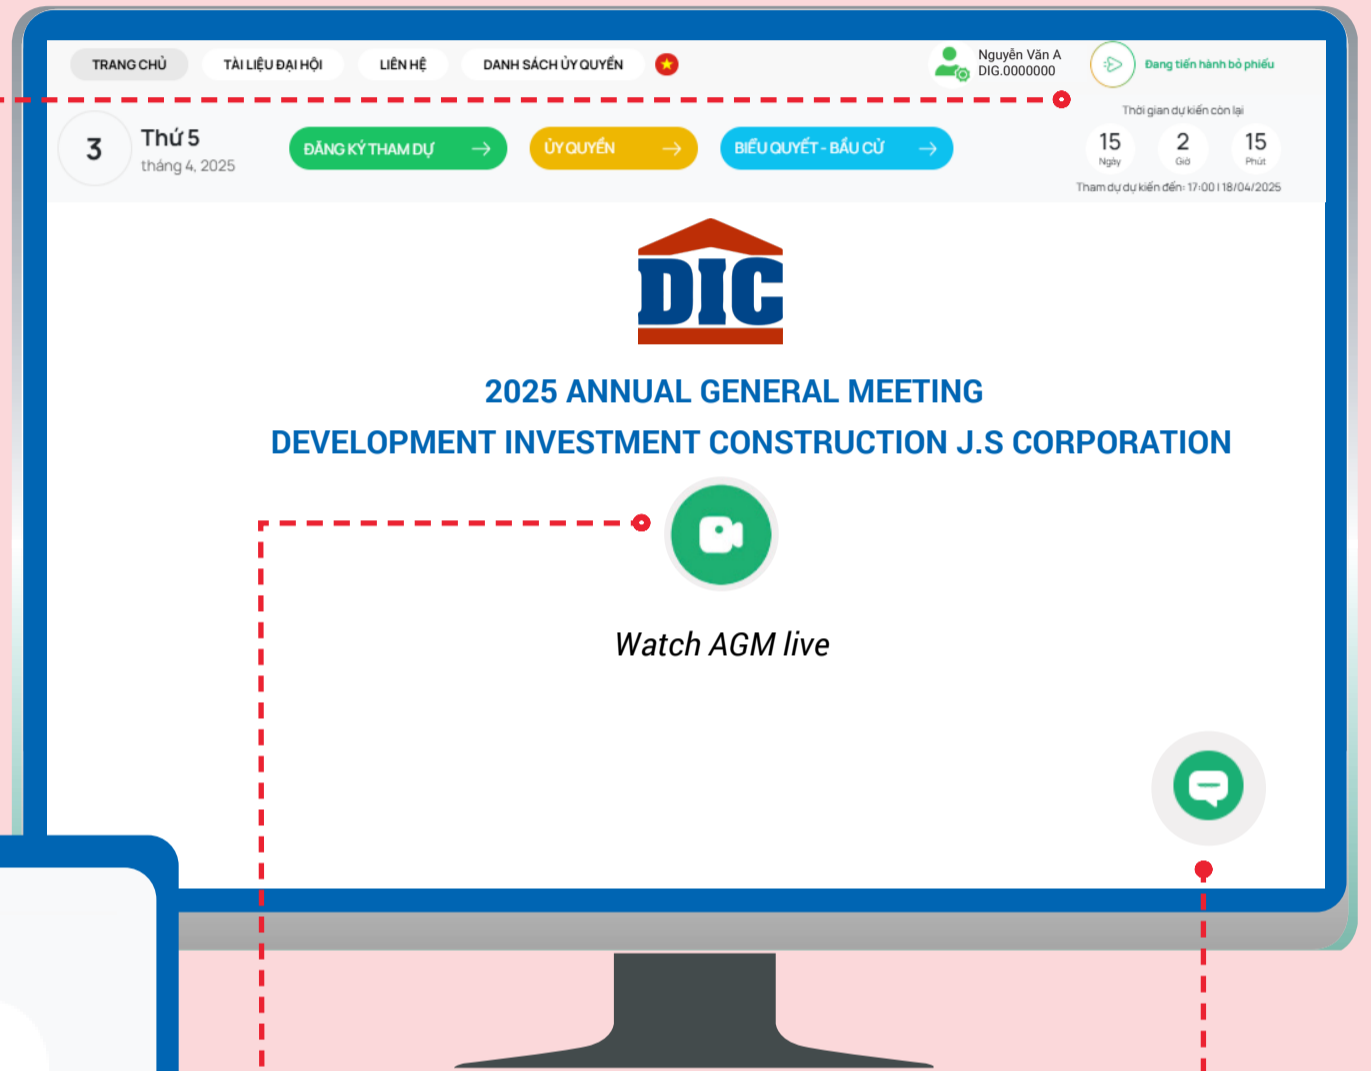 TRANG CHỦ
TÀI LIỆU ĐẠI HỘI
LIÊN HỆ
DANH SÁCH ỦY QUYỀN
Nguyễn Văn A
DIG.0000000
Đang tiến hành bỏ phiếu
3
Thứ 5
tháng 4, 2025
ĐĂNG KÝ THAM DỰ
ỦY QUYỀN
BIỂU QUYẾT - BẦU CỬ
Thời gian dự kiến còn lại
15 2 15
Ngày Giờ Phút
Tham dự dự kiến đến: 17:00 | 18/04/2025
DIC
2025 ANNUAL GENERAL MEETING
DEVELOPMENT INVESTMENT CONSTRUCTION J.S CORPORATION
Watch AGM live